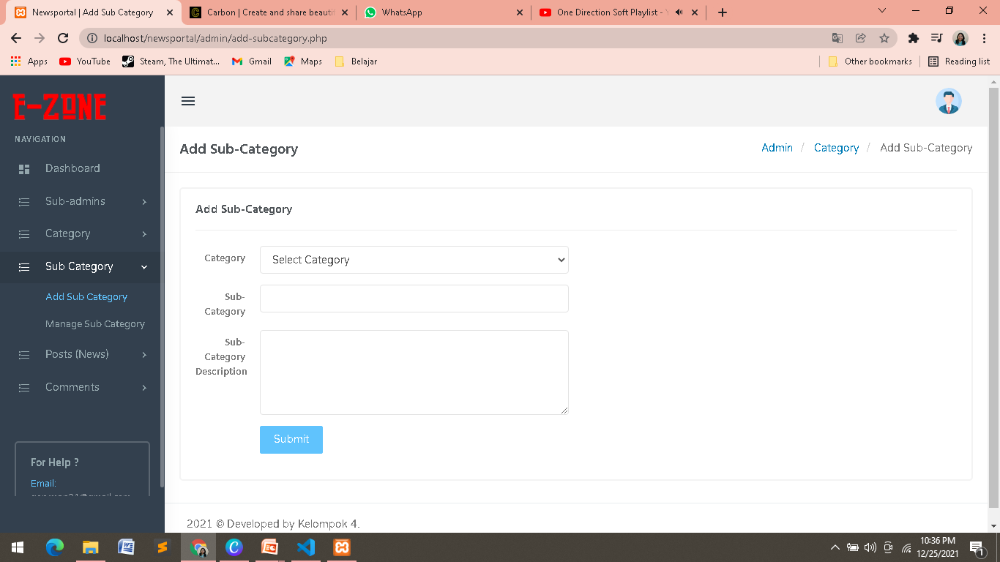 Newsportal | Add Sub Category
Carbon | Create and share beautif
WhatsApp
One Direction Soft Playlist -
localhost/newsportal/admin/add-subcategory.php
Apps
YouTube
Steam, The Ultimat...
Gmail
Maps
Belajar
Other bookmarks
Reading list
E-ZONE
NAVIGATION
Dashboard
Sub-admins
Category
Sub Category
Add Sub Category
Manage Sub Category
Posts (News)
Comments
For Help ?
Email:
Add Sub-Category
Admin / Category / Add Sub-Category
Add Sub-Category
Category
Select Category
Sub-
Category
Sub-
Category
Description
Submit
2021 © Developed by Kelompok 4.
10:36 PM
12/25/2021
1